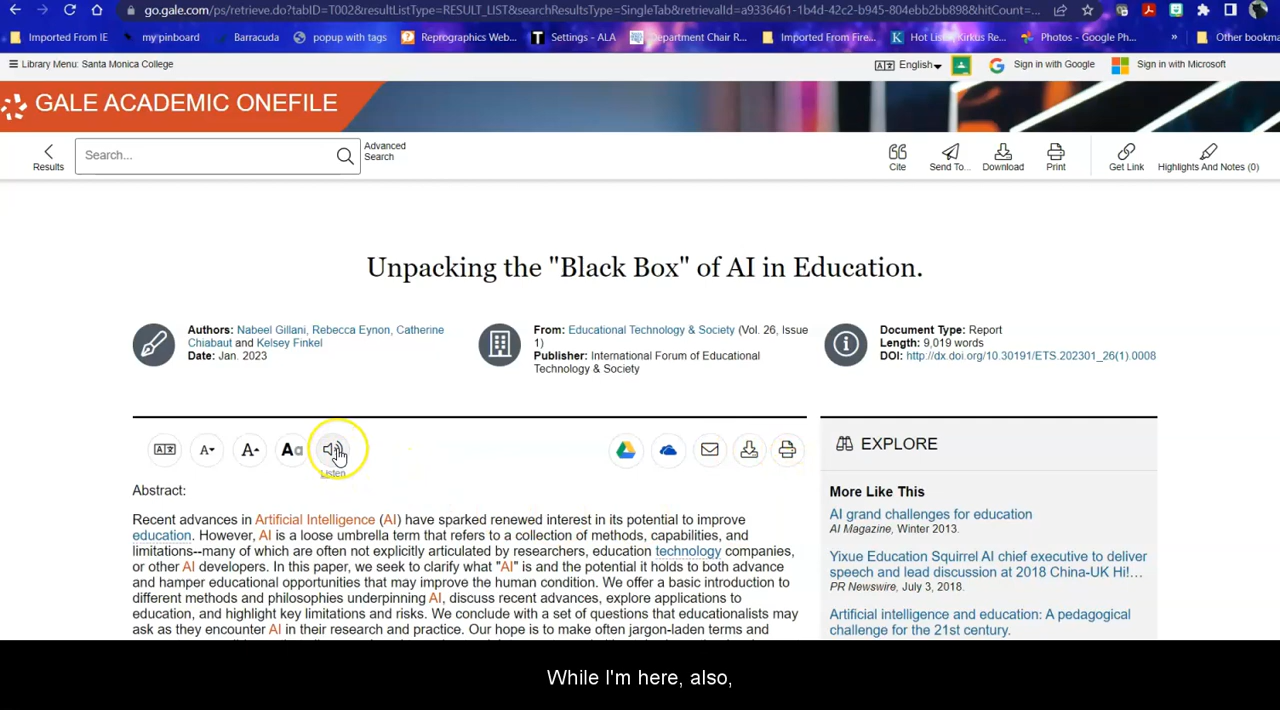 go.gale.com/ps/retrieve.do?tabID=T002&resultListType=RESULT_LIST&searchResultsType=SingleTab&retrievalId=a9336461-1b4d-42c2-b945-804ebb2bb898&hitCount=...
Imported From IE my pinboard Barracuda popup with tags Reprographics Web... Settings - ALA Department Chair R... Imported From Fire... Hot List | Kirkus Re... Photos - Google Ph... » Other bookma
Library Menu: Santa Monica College English Sign in with Google Sign in with Microsoft
GALE ACADEMIC ONEFILE
Results Search... Advanced Search Cite Send To... Download Print Get Link Highlights And Notes (0)
Unpacking the "Black Box" of AI in Education.
Authors: Nabeel Gillani, Rebecca Eynon, Catherine
Chiabaut and Kelsey Finkel
Date: Jan. 2023
From: Educational Technology & Society (Vol. 26, Issue
1)
Publisher: International Forum of Educational
Technology & Society
Document Type: Report
Length: 9,019 words
DOI: http://dx.doi.org/10.30191/ETS.202301_26(1).0008
A A Aa
Listen
Abstract:
Recent advances in Artificial Intelligence (AI) have sparked renewed interest in its potential to improve
education. However, AI is a loose umbrella term that refers to a collection of methods, capabilities, and
limitations--many of which are often not explicitly articulated by researchers, education technology companies,
or other AI developers. In this paper, we seek to clarify what "AI" is and the potential it holds to both advance
and hamper educational opportunities that may improve the human condition. We offer a basic introduction to
different methods and philosophies underpinning AI, discuss recent advances, explore applications to
education, and highlight key limitations and risks. We conclude with a set of questions that educationalists may
ask as they encounter AI in their research and practice. Our hope is to make often jargon-laden terms and
EXPLORE
More Like This
AI grand challenges for education
AI Magazine, Winter 2013.
Yixue Education Squirrel AI chief executive to deliver
speech and lead discussion at 2018 China-UK Hi!...
PR Newswire, July 3, 2018.
Artificial intelligence and education: A pedagogical
challenge for the 21st century.
While I'm here, also,